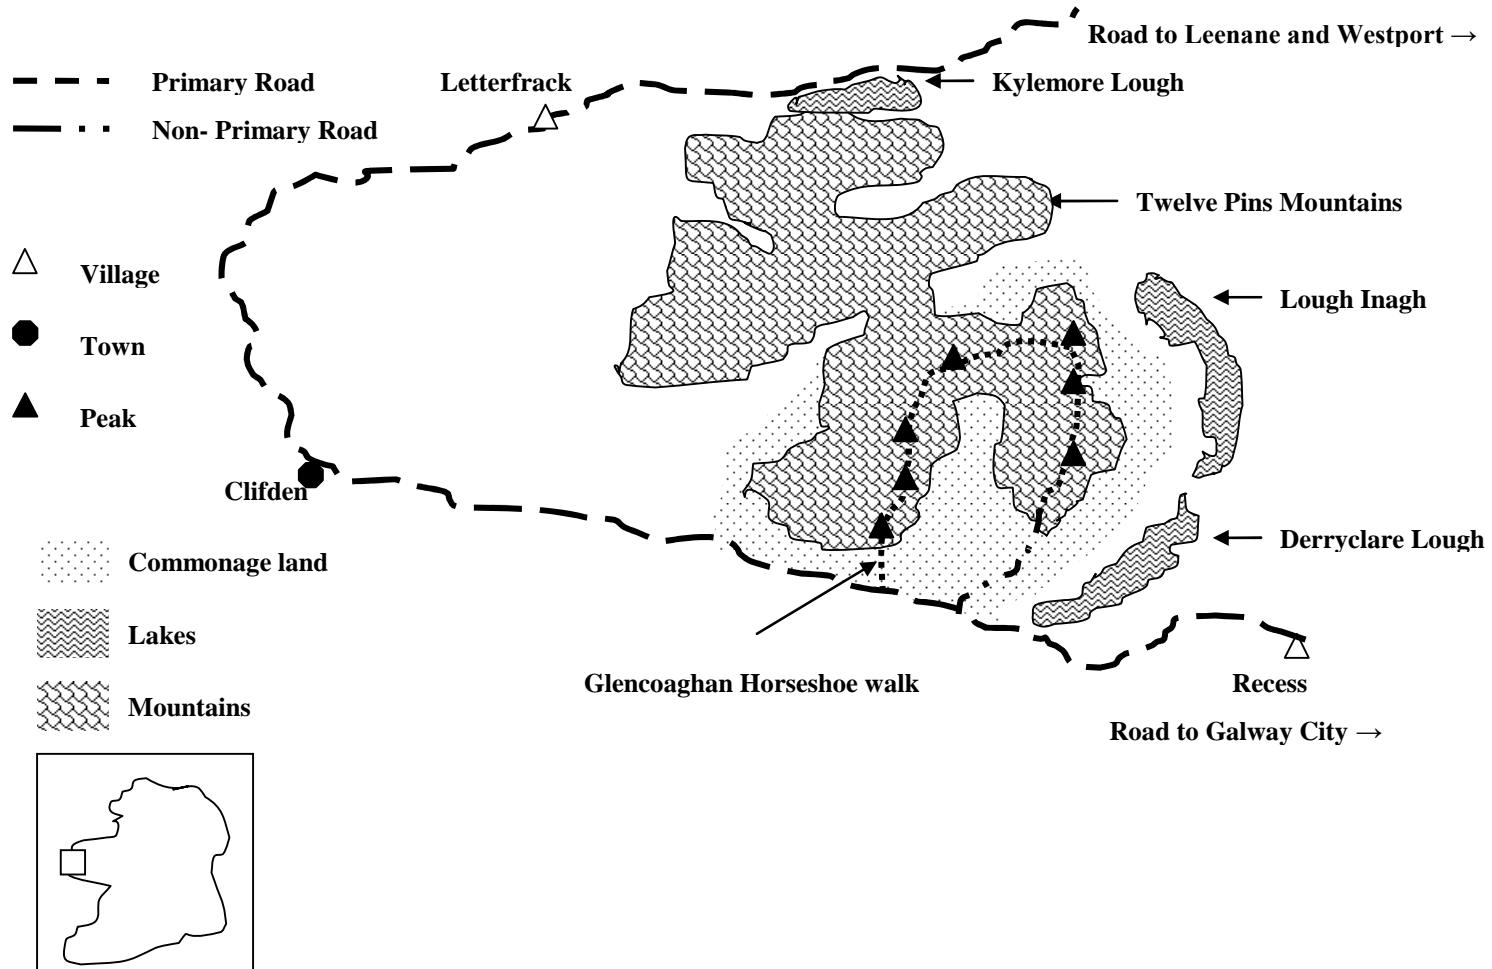 Road to Leenane and Westport →
Primary Road
Letterfrack
Kylemore Lough
Non- Primary Road
Twelve Pins Mountains
Village
Lough Inagh
Town
Peak
Clifden
Derryclare Lough
Commonage land
Lakes
Glencoaghan Horseshoe walk
Recess
Mountains
Road to Galway City →